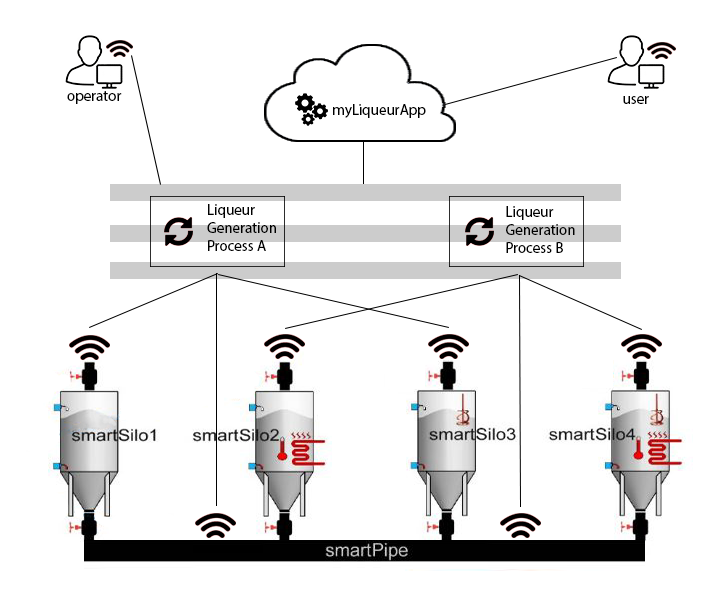 operator
myLiqueurApp
user
Liqueur
Generation
Process A
Liqueur
Generation
Process B
smartSilo1
smartSilo2
smartSilo3
smartSilo4
smartPipe